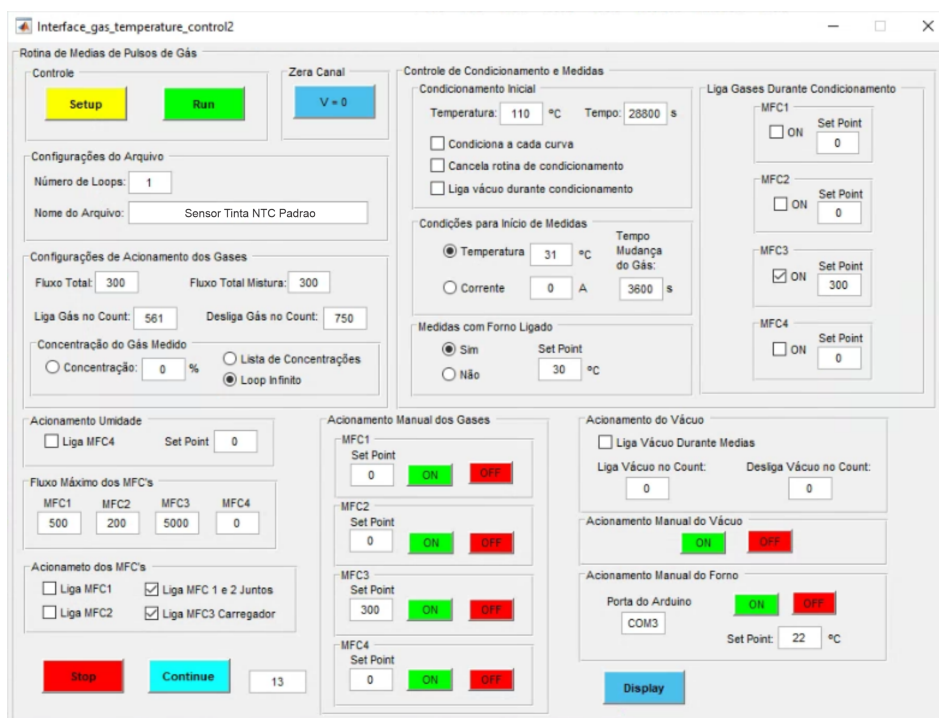 Interface_gas_temperature_control2
Rotina de Medias de Pulsos de Gás
Controle
Setup
Run
Zera Canal
V = 0
Configurações do Arquivo
Número de Loops: 1
Nome do Arquivo: Sensor Tinta NTC Padrao
Configurações de Acionamento dos Gases
Fluxo Total: 300
Fluxo Total Mistura: 300
Liga Gás no Count: 561
Desliga Gás no Count: 750
Concentração do Gás Medido
Concentração: 0 %
Lista de Concentrações
Loop Infinito
Controle de Condicionamento e Medidas
Condicionamento Inicial
Temperatura: 110 ºC
Tempo: 28800 s
Condiciona a cada curva
Cancela rotina de condicionamento
Liga vácuo durante condicionamento
Condições para Início de Medidas
Temperatura 31 ºC
Corrente 0 A
Tempo
Mudança
do Gás:
3600 s
Medidas com Forno Ligado
Sim
Não
Set Point
30 ºC
Liga Gases Durante Condicionamento
MFC1
ON
Set Point
0
MFC2
ON
Set Point
0
MFC3
ON
Set Point
300
MFC4
ON
Set Point
0
Acionamento Umidade
Liga MFC4
Set Point 0
Fluxo Máximo dos MFC's
MFC1 MFC2 MFC3 MFC4
500 200 5000 0
Acionameto dos MFC's
Liga MFC1
Liga MFC 1 e 2 Juntos
Liga MFC2
Liga MFC3 Carregador
Stop
Continue
13
Acionamento Manual dos Gases
MFC1
Set Point
0 ON OFF
MFC2
Set Point
0 ON OFF
MFC3
Set Point
300 ON OFF
MFC4
Set Point
0 ON OFF
Acionamento do Vácuo
Liga Vácuo Durante Medias
Liga Vácuo no Count:
0
Desliga Vácuo no Count:
0
Acionamento Manual do Vácuo
ON OFF
Acionamento Manual do Forno
Porta do Arduino
COM3
ON OFF
Set Point: 22 ºC
Display